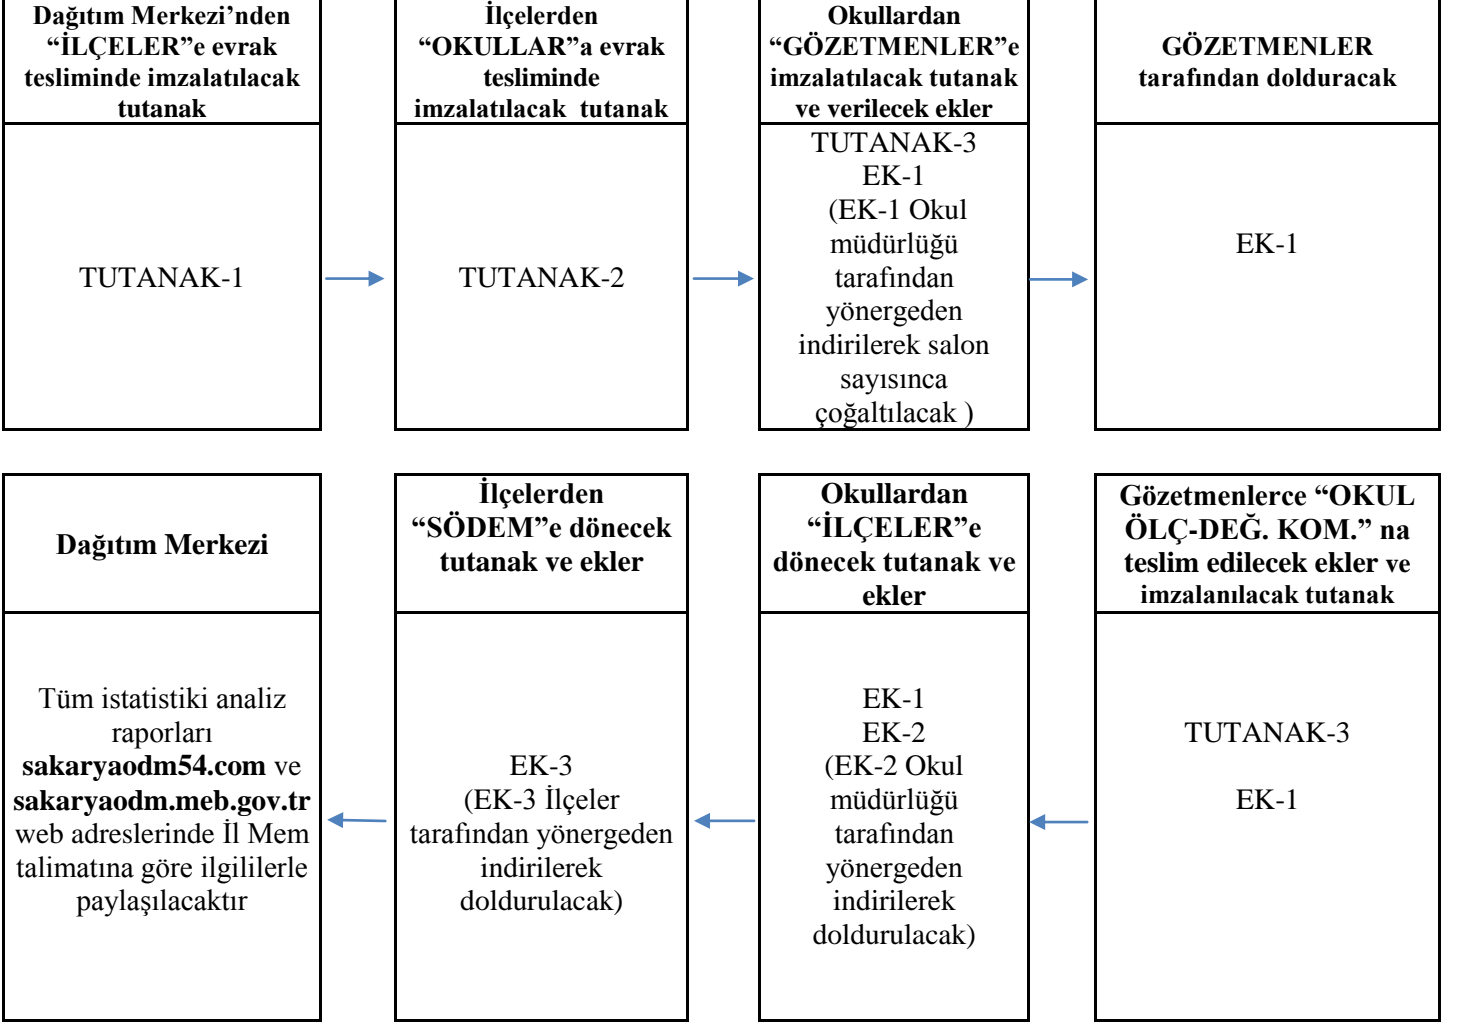 Dağıtım Merkezi’nden
“İLÇELER”e evrak
tesliminde imzalatılacak
tutanak
TUTANAK-1
İlçelerden
“OKULLAR”a evrak
tesliminde
imzalatılacak tutanak
TUTANAK-2
Okullardan
“GÖZETMENLER”e
imzalatılacak tutanak
ve verilecek ekler
TUTANAK-3
EK-1
(EK-1 Okul
müdürlüğü
tarafından
yönergeden
indirilerek salon
sayısınca
çoğaltılacak )
GÖZETMENLER
tarafından dolduracak
EK-1
Dağıtım Merkezi
Tüm istatistiki analiz
raporları
sakaryaodm54.com ve
sakaryaodm.meb.gov.tr
web adreslerinde İl Mem
talimatına göre ilgililerle
paylaşılacaktır
İlçelerden
“SÖDEM”e dönecek
tutanak ve ekler
EK-3
(EK-3 İlçeler
tarafından yönergeden
indirilerek
doldurulacak)
Okullardan
“İLÇELER”e
dönecek tutanak ve
ekler
EK-1
EK-2
(EK-2 Okul
müdürlüğü
tarafından
yönergeden
indirilerek
doldurulacak)
Gözetmenlerce “OKUL
ÖLÇ-DEĞ. KOM.” na
teslim edilecek ekler ve
imzalanılacak tutanak
TUTANAK-3
EK-1